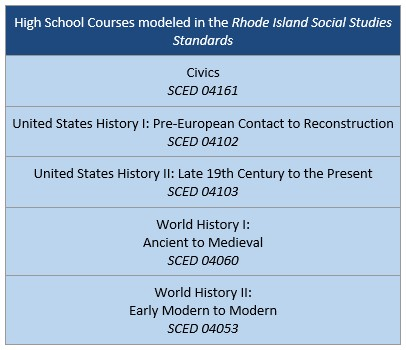 High School Courses modeled in the Rhode Island Social Studies
Standards
Civics
SCED 04161
United States History I: Pre-European Contact to Reconstruction
SCED 04102
United States History II: Late 19th Century to the Present
SCED 04103
World History I:
Ancient to Medieval
SCED 04060
World History II:
Early Modern to Modern
SCED 04053